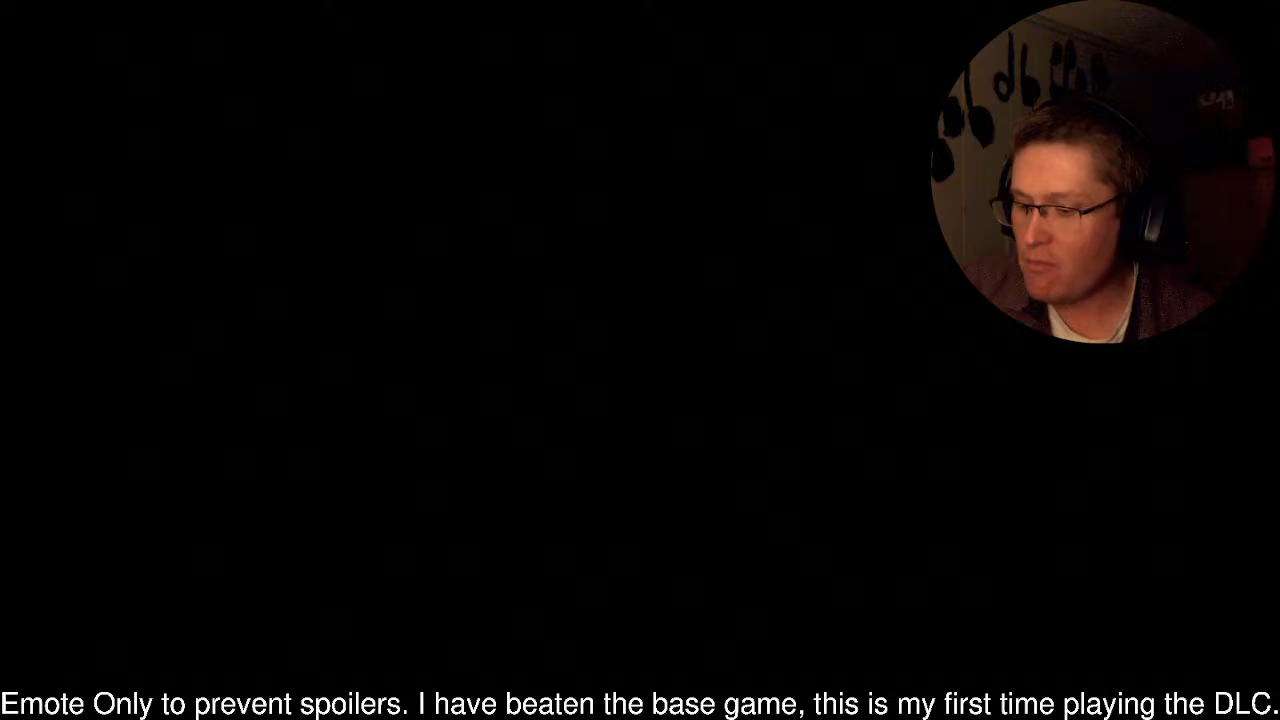 Emote Only to prevent spoilers. I have beaten the base game, this is my first time playing the DLC.